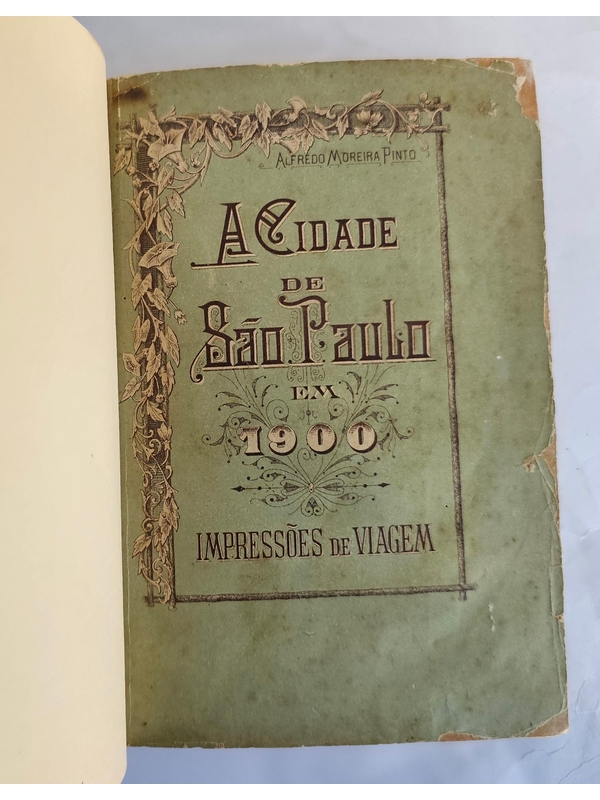 ALFREDO MOREIRA PINTO
A CIDADE
DE
SÃO PAULO
EM
1900
IMPRESSÕES DE VIAGEM